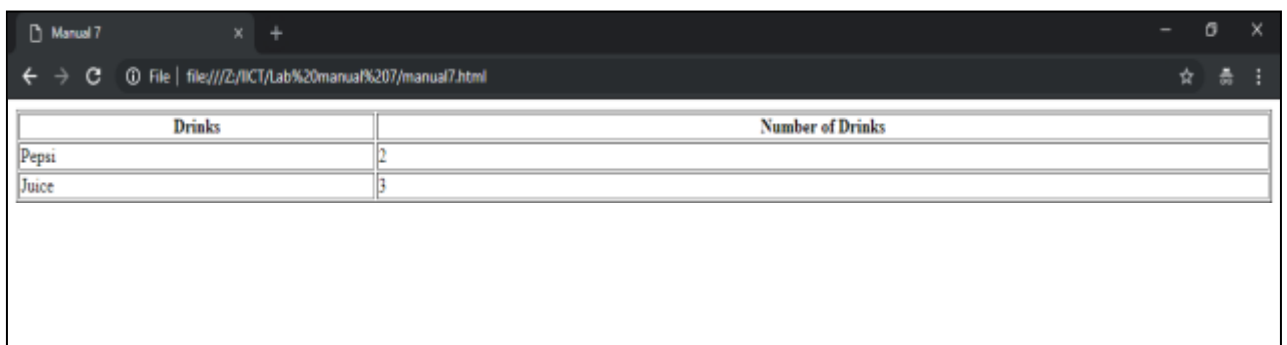 Manual 7
File | file:///Z:/IICT/Lab%20manual%207/manual7.html
Drinks Number of Drinks
Pepsi 2
Juice 3